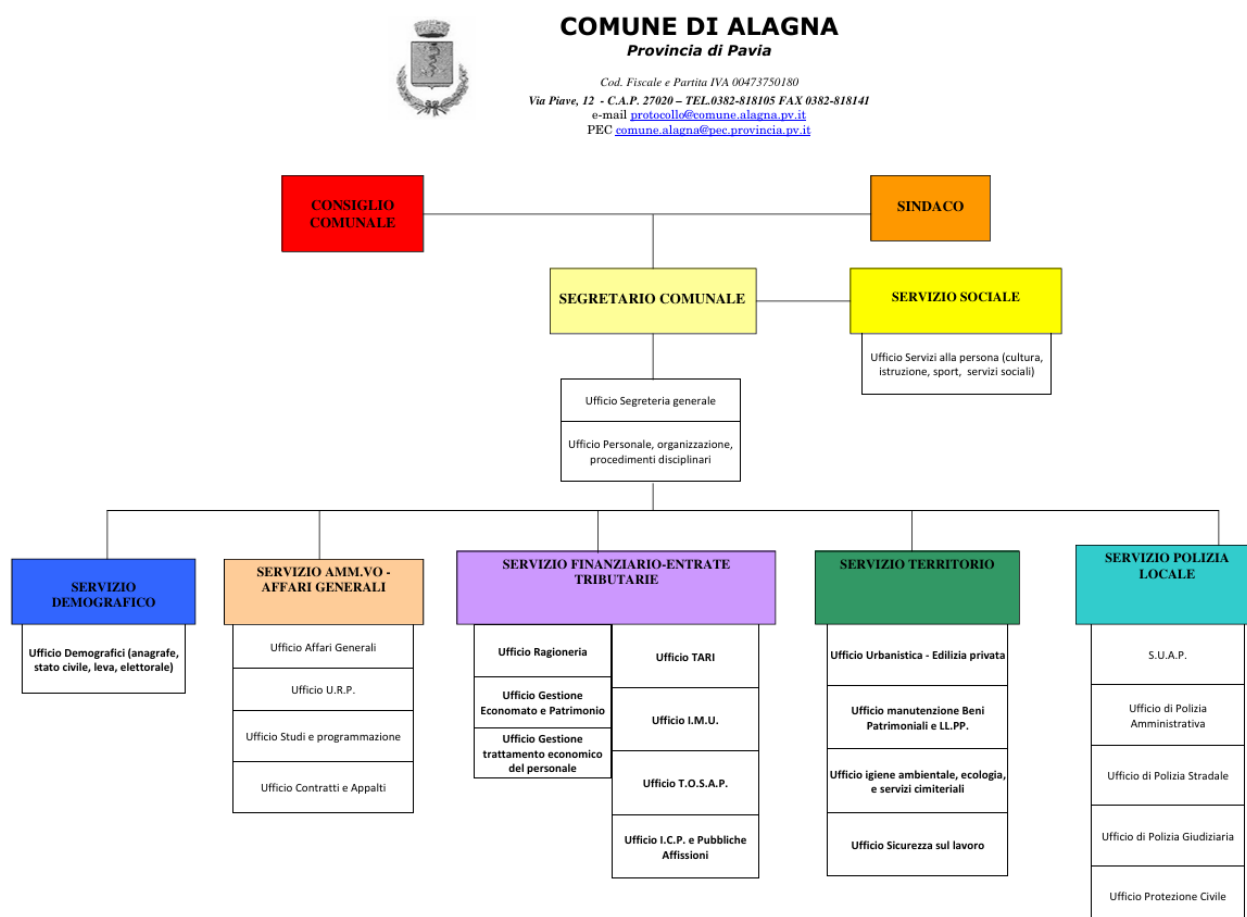 COMUNE DI ALAGNA
Provincia di Pavia
Cod. Fiscale e Partita IVA 00473750180
Via Piave, 12 - C.A.P. 27020 – TEL.0382-818105 FAX 0382-818141
e-mail protocollo@comune.alagna.pv.it
PEC comune.alagna@pec.provincia.pv.it
CONSIGLIO
COMUNALE
SINDACO
SEGRETARIO COMUNALE
SERVIZIO SOCIALE
Ufficio Servizi alla persona (cultura,
istruzione, sport, servizi sociali)
Ufficio Segreteria generale
Ufficio Personale, organizzazione,
procedimenti disciplinari
SERVIZIO
DEMOGRAFICO
Ufficio Demografici (anagrafe,
stato civile, leva, elettorale)
SERVIZIO AMM.VO -
AFFARI GENERALI
Ufficio Affari Generali
Ufficio U.R.P.
Ufficio Studi e programmazione
Ufficio Contratti e Appalti
SERVIZIO FINANZIARIO-ENTRATE
TRIBUTARIE
Ufficio Ragioneria
Ufficio Gestione
Economato e Patrimonio
Ufficio Gestione
trattamento economico
del personale
Ufficio TARI
Ufficio I.M.U.
Ufficio T.O.S.A.P.
Ufficio I.C.P. e Pubbliche
Affissioni
SERVIZIO TERRITORIO
Ufficio Urbanistica - Edilizia privata
Ufficio manutenzione Beni
Patrimoniali e LL.PP.
Ufficio igiene ambientale, ecologia,
e servizi cimiteriali
Ufficio Sicurezza sul lavoro
SERVIZIO POLIZIA
LOCALE
S.U.A.P.
Ufficio di Polizia
Amministrativa
Ufficio di Polizia Stradale
Ufficio di Polizia Giudiziaria
Ufficio Protezione Civile